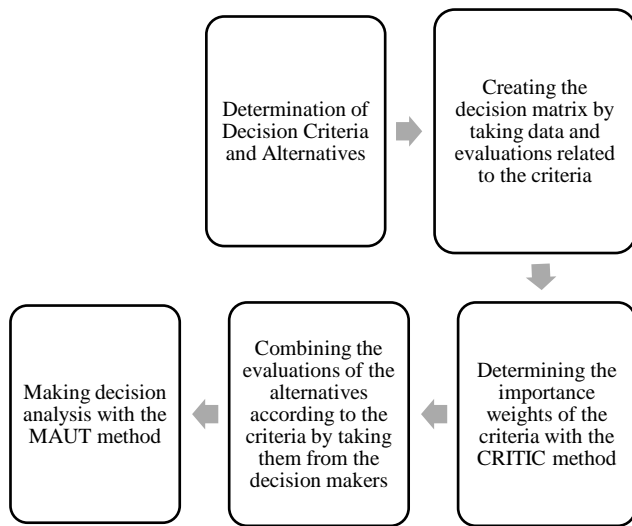 Determination of
Decision Criteria
and Alternatives
Creating the
decision matrix by
taking data and
evaluations related
to the criteria
Determining the
importance
weights of the
criteria with the
CRITIC method
Combining the
evaluations of the
alternatives
according to the
criteria by taking
them from the
decision makers
Making decision
analysis with the
MAUT method